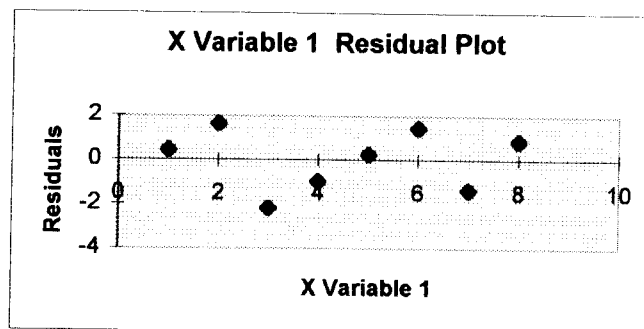 X Variable 1 Residual Plot
Residuals
2
0
-2
-4
0 2 4 6 8 10
X Variable 1